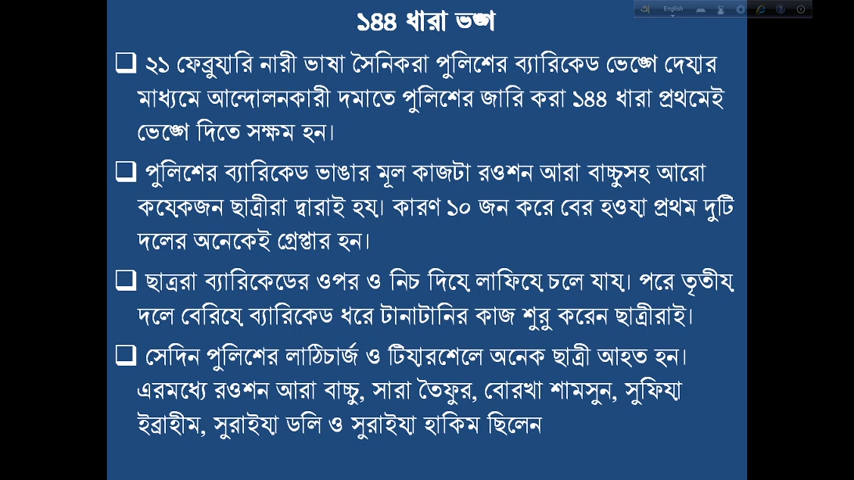 English
১৪৪ ধারা ভঙ্গ
❑ ২১ ফেব্রুয়ারি নারী ভাষা সৈনিকরা পুলিশের ব্যারিকেড ভেঙ্গে দেয়ার
মাধ্যমে আন্দোলনকারী দমাতে পুলিশের জারি করা ১৪৪ ধারা প্রথমেই
ভেঙ্গে দিতে সক্ষম হন।
❑ পুলিশের ব্যারিকেড ভাঙার মূল কাজটা রওশন আরা বাচ্চুসহ আরো
কয়েকজন ছাত্রীরা দ্বারাই হয়। কারণ ১০ জন করে বের হওয়া প্রথম দুটি
দলের অনেকেই গ্রেপ্তার হন।
❑ ছাত্ররা ব্যারিকেডের ওপর ও নিচ দিয়ে লাফিয়ে চলে যায়। পরে তৃতীয়
দলে বেরিয়ে ব্যারিকেড ধরে টানাটানির কাজ শুরু করেন ছাত্রীরাই।
❑ সেদিন পুলিশের লাঠিচার্জ ও টিয়ারশেলে অনেক ছাত্রী আহত হন।
এরমধ্যে রওশন আরা বাচ্চু, সারা তৈফুর, বোরখা শামসুন, সুফিয়া
ইব্রাহীম, সুরাইয়া ডলি ও সুরাইয়া হাকিম ছিলেন